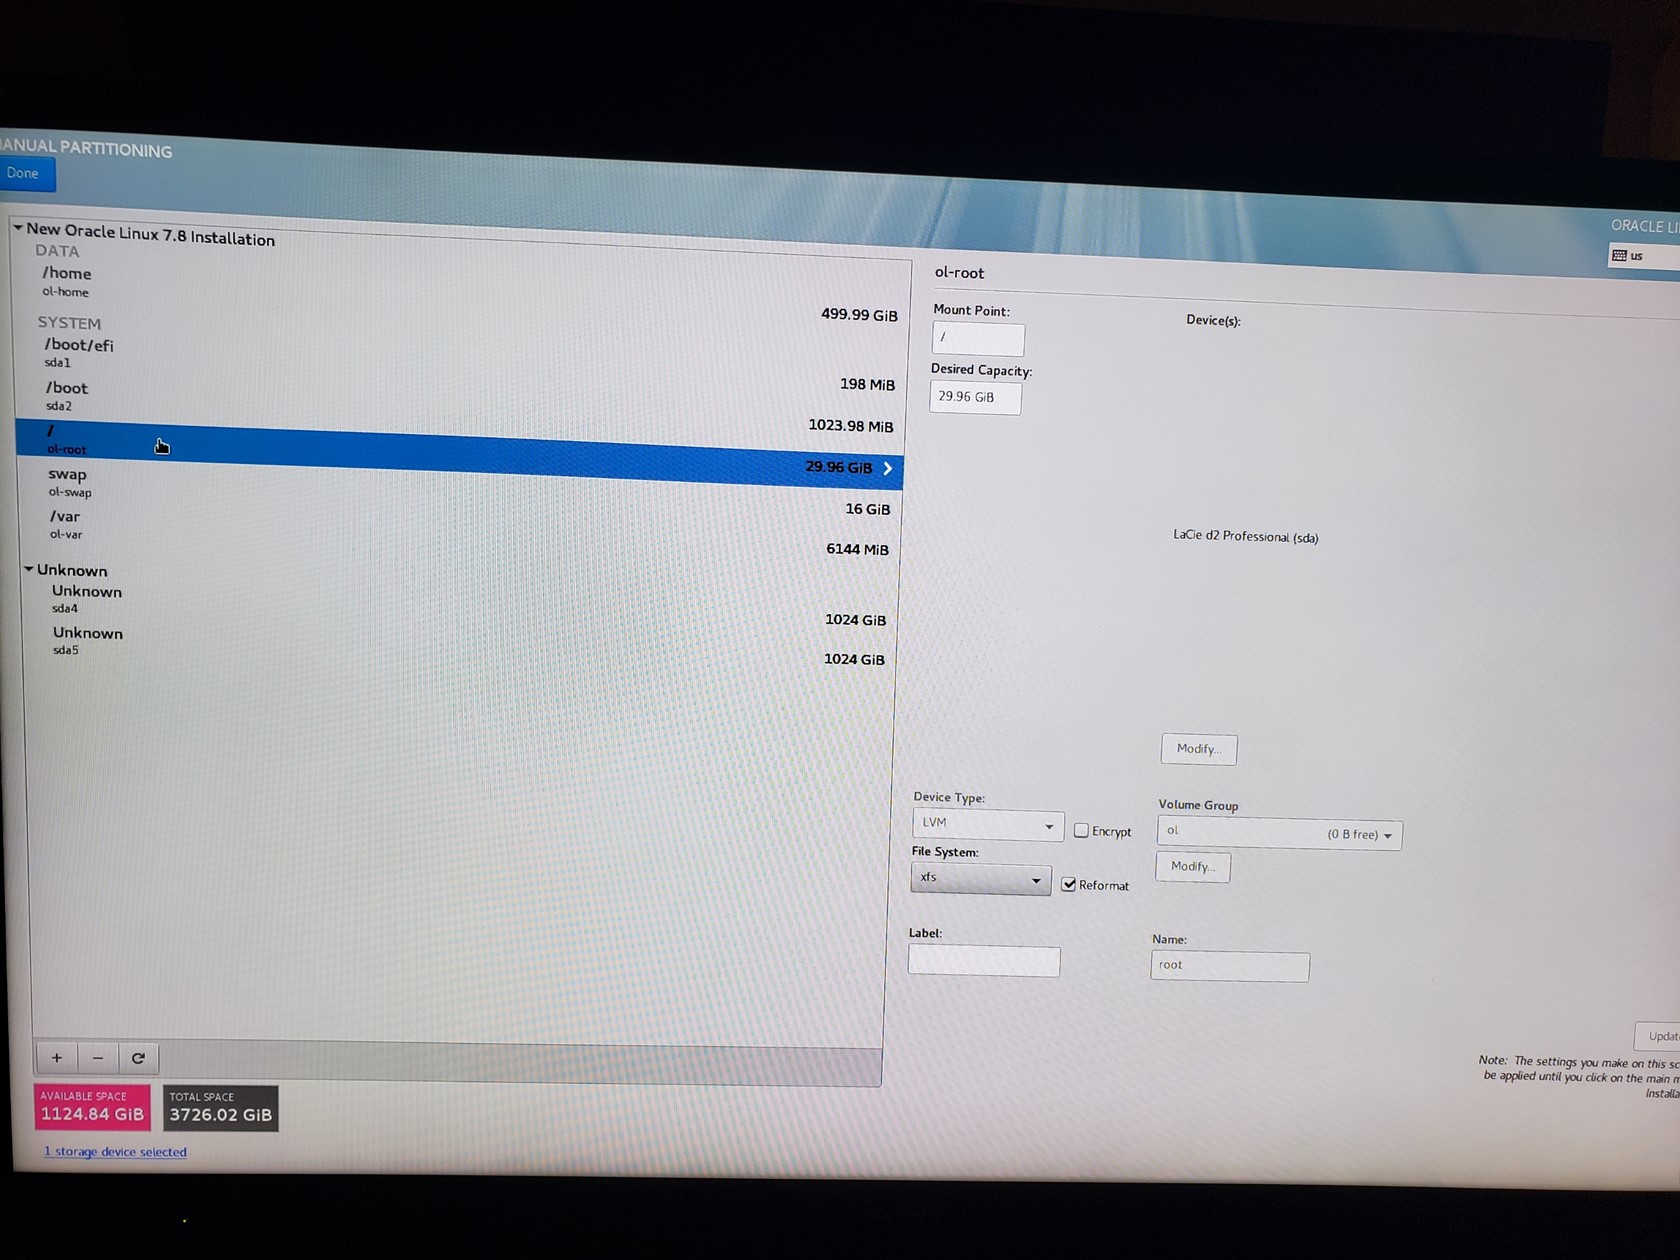 MANUAL PARTITIONING
Done
ORACLE LI
us
New Oracle Linux 7.8 Installation
DATA
/home
ol-home
499.99 GiB
SYSTEM
/boot/efi
sda1
198 MiB
/boot
sda2
1023.98 MiB
/
ol-root
29.96 GiB
swap
ol-swap
16 GiB
/var
ol-var
6144 MiB
Unknown
Unknown
sda4
1024 GiB
Unknown
sda5
1024 GiB
+ −
AVAILABLE SPACE
1124.84 GiB
TOTAL SPACE
3726.02 GiB
1 storage device selected
ol-root
Mount Point:
/
Desired Capacity:
29.96 GiB
Device(s):
LaCie d2 Professional (sda)
Modify...
Device Type:
LVM
Encrypt
Volume Group
ol (0 B free)
Modify...
File System:
xfs
Reformat
Label:
Name:
root
Updat
Note: The settings you make on this sc
be applied until you click on the main m
Installa